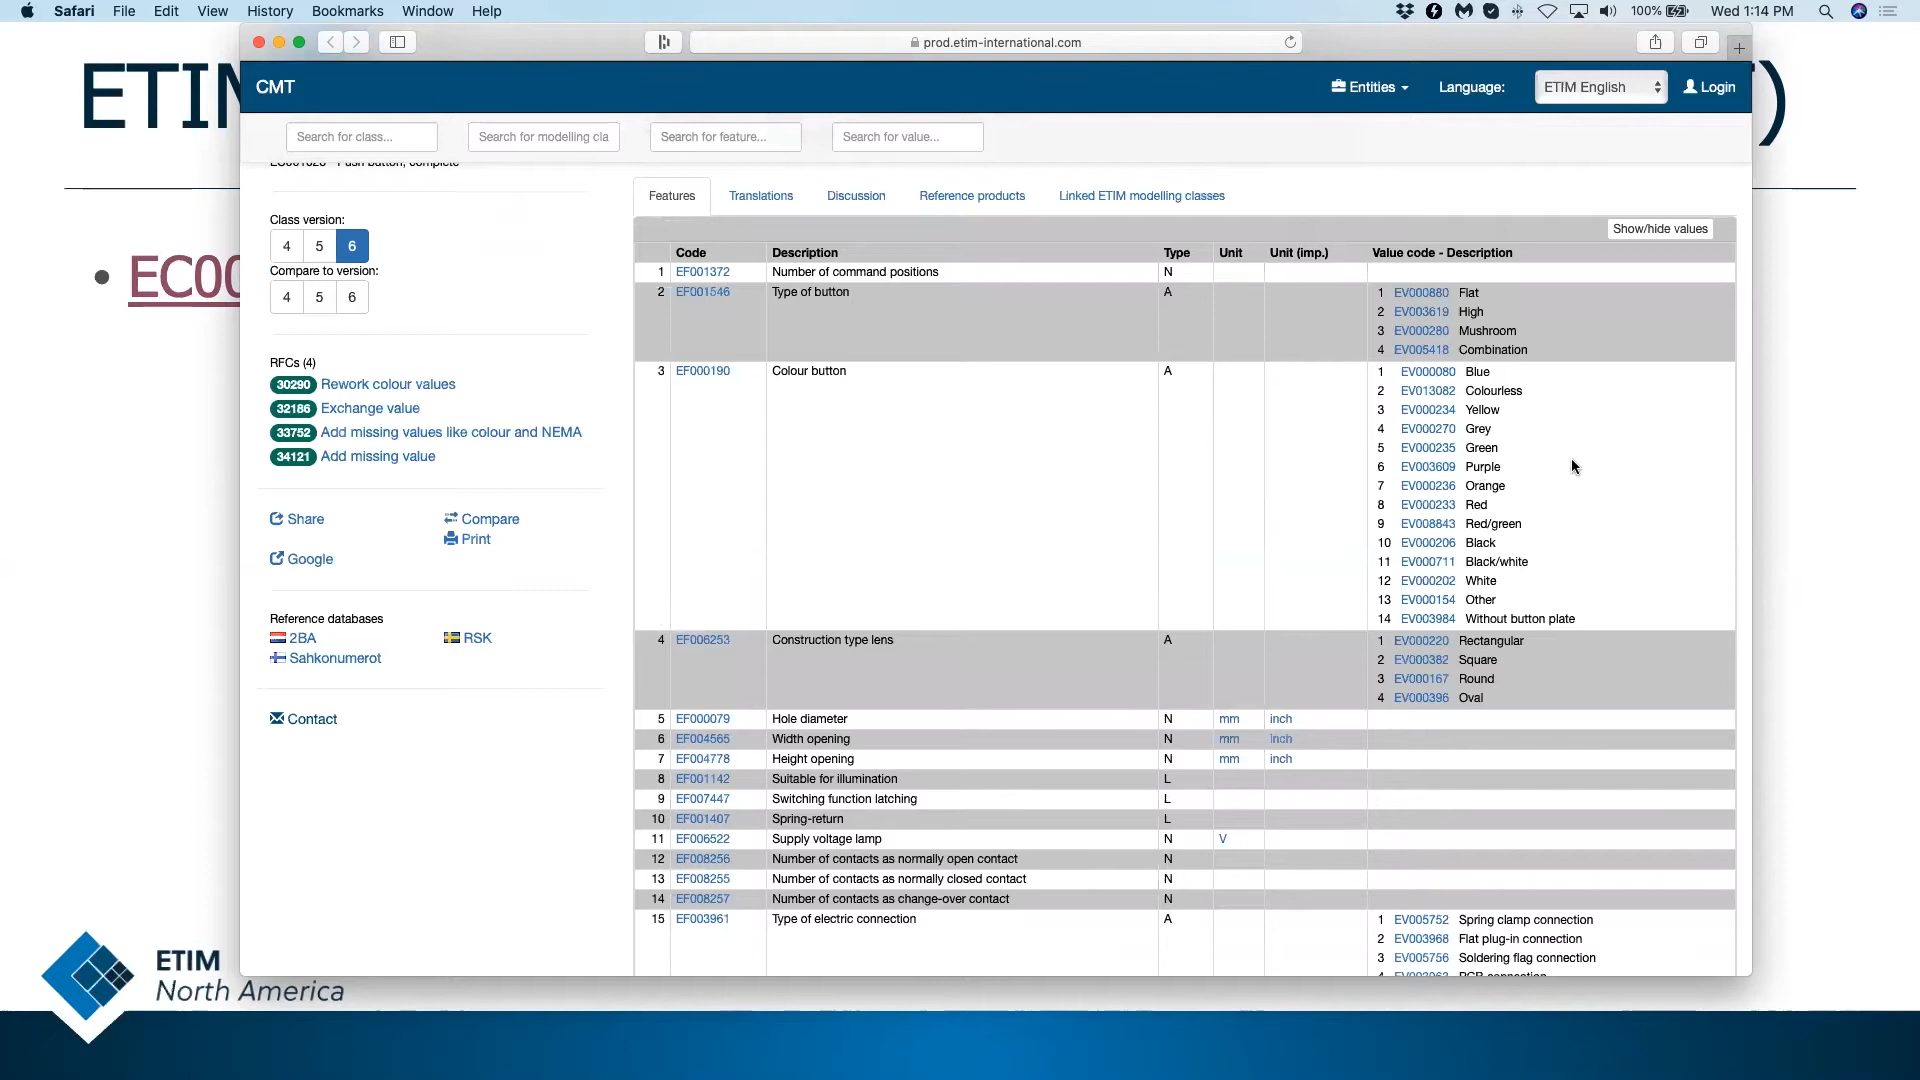 Safari File Edit View History Bookmarks Window Help 100% Wed 1:14 PM
prod.etim-international.com
ETIM )
CMT Entities Language: ETIM English Login
Search for class... Search for modelling cla Search for feature... Search for value...
Push button, complete
Features Translations Discussion Reference products Linked ETIM modelling classes
Class version:
4 5 6
Compare to version:
4 5 6
RFCs (4)
30290 Rework colour values
32186 Exchange value
33752 Add missing values like colour and NEMA
34121 Add missing value
Share Compare
Print
Google
Reference databases
2BA RSK
Sahkonumerot
Contact
• EC00
Show/hide values
Code Description Type Unit Unit (imp.) Value code - Description
1 EF001372 Number of command positions N
2 EF001546 Type of button A 1 EV000880 Flat
2 EV003619 High
3 EV000280 Mushroom
4 EV005418 Combination
3 EF000190 Colour button A 1 EV000080 Blue
2 EV013082 Colourless
3 EV000234 Yellow
4 EV000270 Grey
5 EV000235 Green
6 EV003609 Purple
7 EV000236 Orange
8 EV000233 Red
9 EV008843 Red/green
10 EV000206 Black
11 EV000711 Black/white
12 EV000202 White
13 EV000154 Other
14 EV003984 Without button plate
4 EF006253 Construction type lens A 1 EV000220 Rectangular
2 EV000382 Square
3 EV000167 Round
4 EV000396 Oval
5 EF000079 Hole diameter N mm inch
6 EF004565 Width opening N mm inch
7 EF004778 Height opening N mm inch
8 EF001142 Suitable for illumination L
9 EF007447 Switching function latching L
10 EF001407 Spring-return L
11 EF006522 Supply voltage lamp N V
12 EF008256 Number of contacts as normally open contact N
13 EF008255 Number of contacts as normally closed contact N
14 EF008257 Number of contacts as change-over contact N
15 EF003961 Type of electric connection A 1 EV005752 Spring clamp connection
2 EV003968 Flat plug-in connection
3 EV005756 Soldering flag connection
ETIM
North America